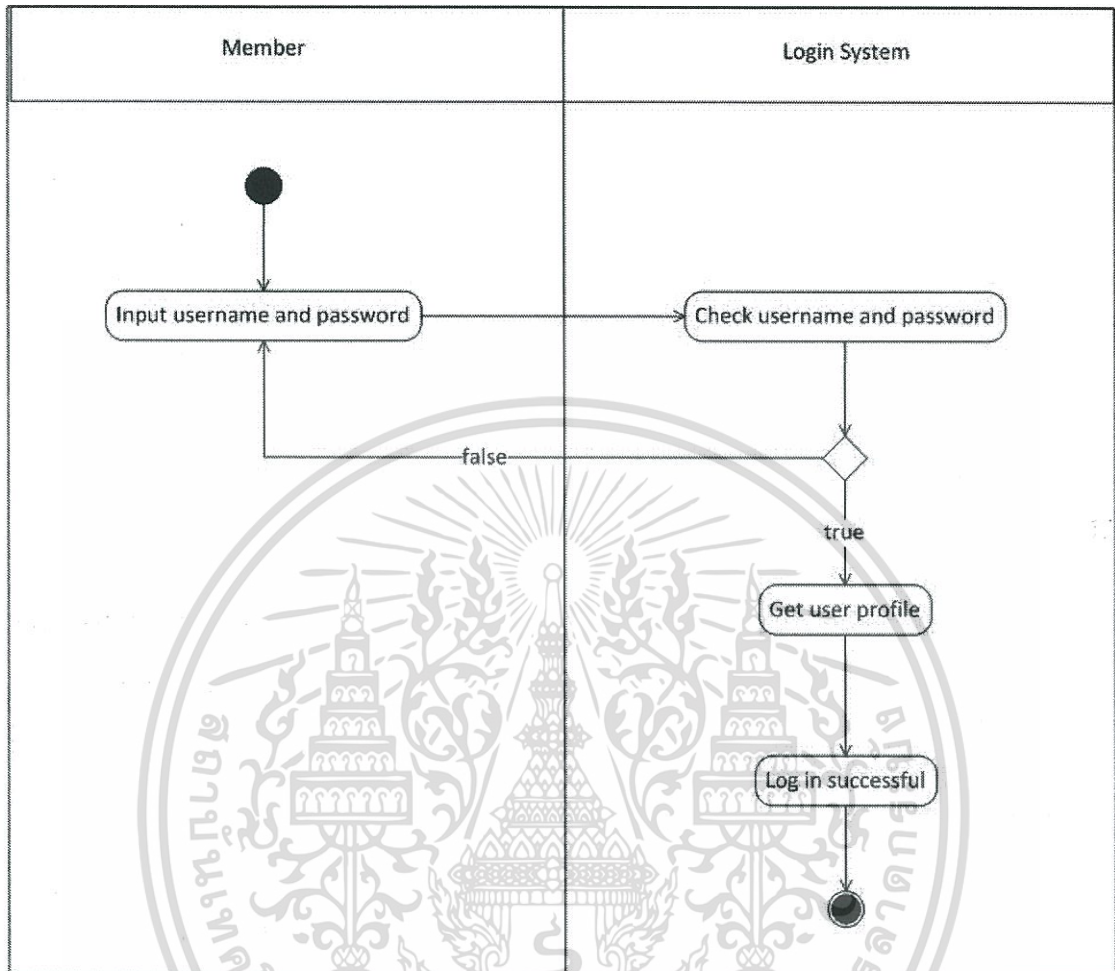 Member
Login System
Input username and password
Check username and password
false
true
Get user profile
Log in successful